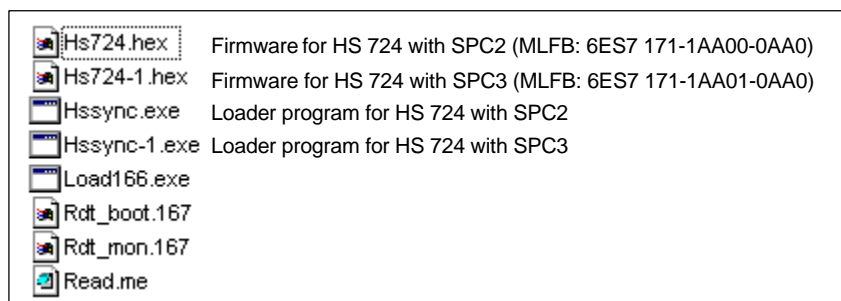 Hs724.hex Firmware for HS 724 with SPC2 (MLFB: 6ES7 171-1AA00-0AA0)
Hs724-1.hex Firmware for HS 724 with SPC3 (MLFB: 6ES7 171-1AA01-0AA0)
Hssync.exe Loader program for HS 724 with SPC2
Hssync-1.exe Loader program for HS 724 with SPC3
Load166.exe
Rdt_boot.167
Rdt_mon.167
Read.me